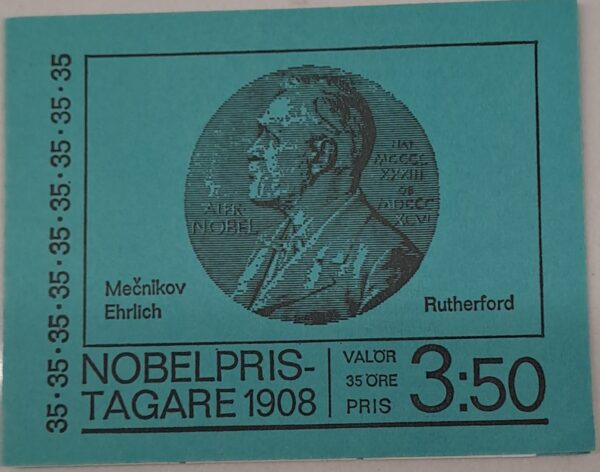 35·35·35·35·35·35·35·35·35·35
ALFR·
NOBEL
NAT·
MDCCC
XXXIII
OB·
MDCCC
XCVI
Mečnikov
Ehrlich
Rutherford
NOBELPRIS-
TAGARE 1908
VALÖR
35 ÖRE
PRIS
3:50